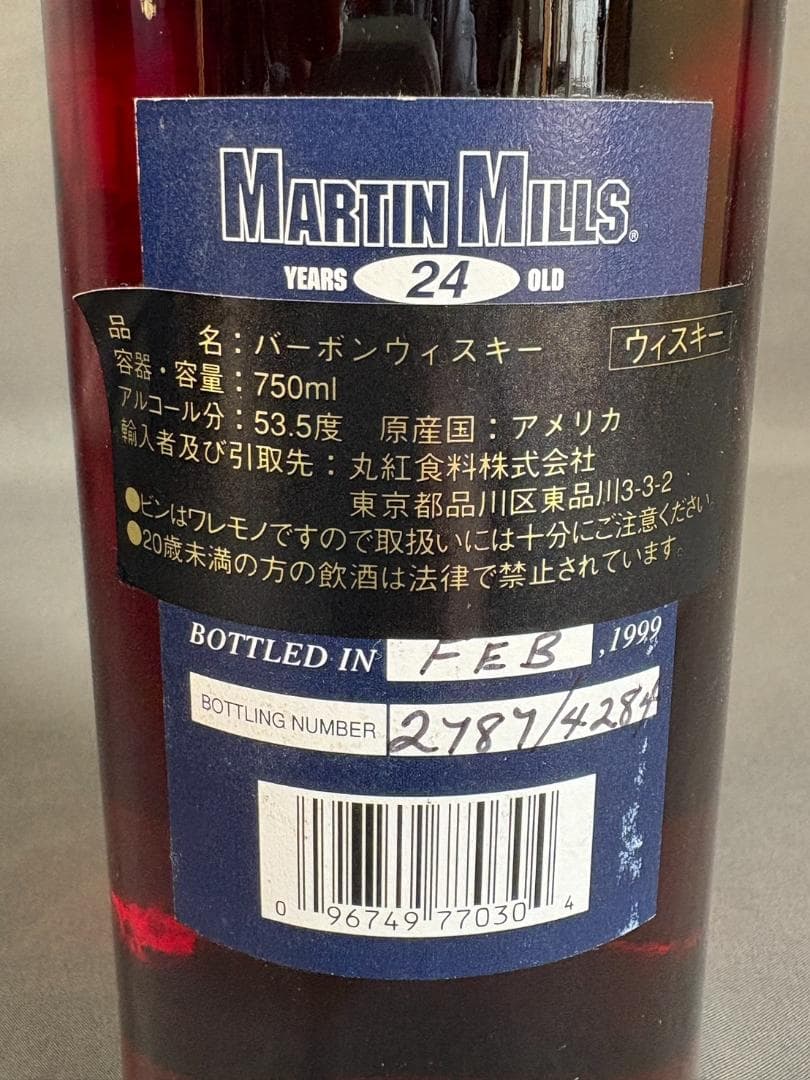 MARTIN MILLS®
YEARS 24 OLD
品 名：バーボンウィスキー ウィスキー
容器・容量：750ml
アルコール分：53.5度 原産国：アメリカ
輸入者及び引取先：丸紅食料株式会社
東京都品川区東品川3-3-2
●ビンはワレモノですので取扱いには十分にご注意ください。
●20歳未満の方の飲酒は法律で禁止されています。
BOTTLED IN FEB , 1999
BOTTLING NUMBER 2787/4284
0 96749 77030 4